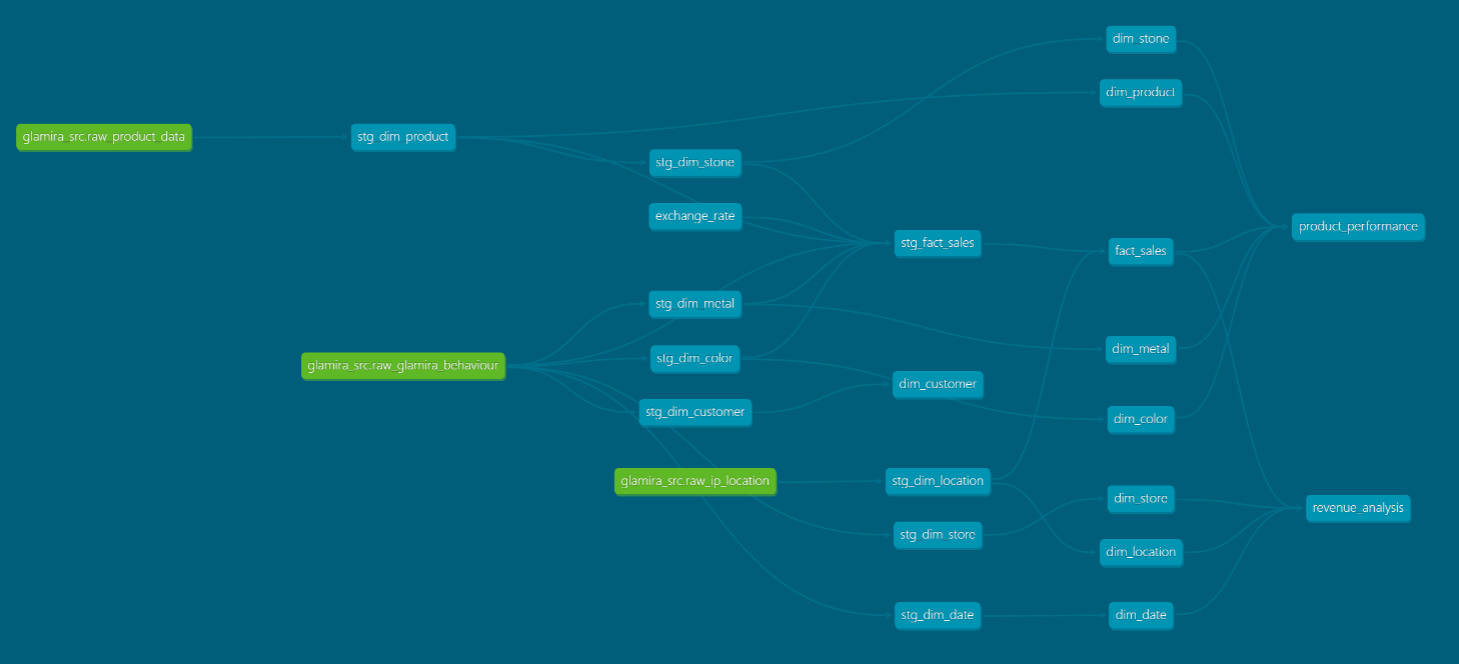 dim_stone
dim_product
glamira_src.raw_product_data
stg_dim_product
stg_dim_stone
exchange_rate
product_performance
stg_fact_sales
fact_sales
stg_dim_metal
dim_metal
stg_dim_color
glamira_src.raw_glamira_behaviour
dim_customer
stg_dim_customer
dim_color
glamira_src.raw_ip_location
stg_dim_location
dim_store
revenue_analysis
stg_dim_store
dim_location
stg_dim_date
dim_date